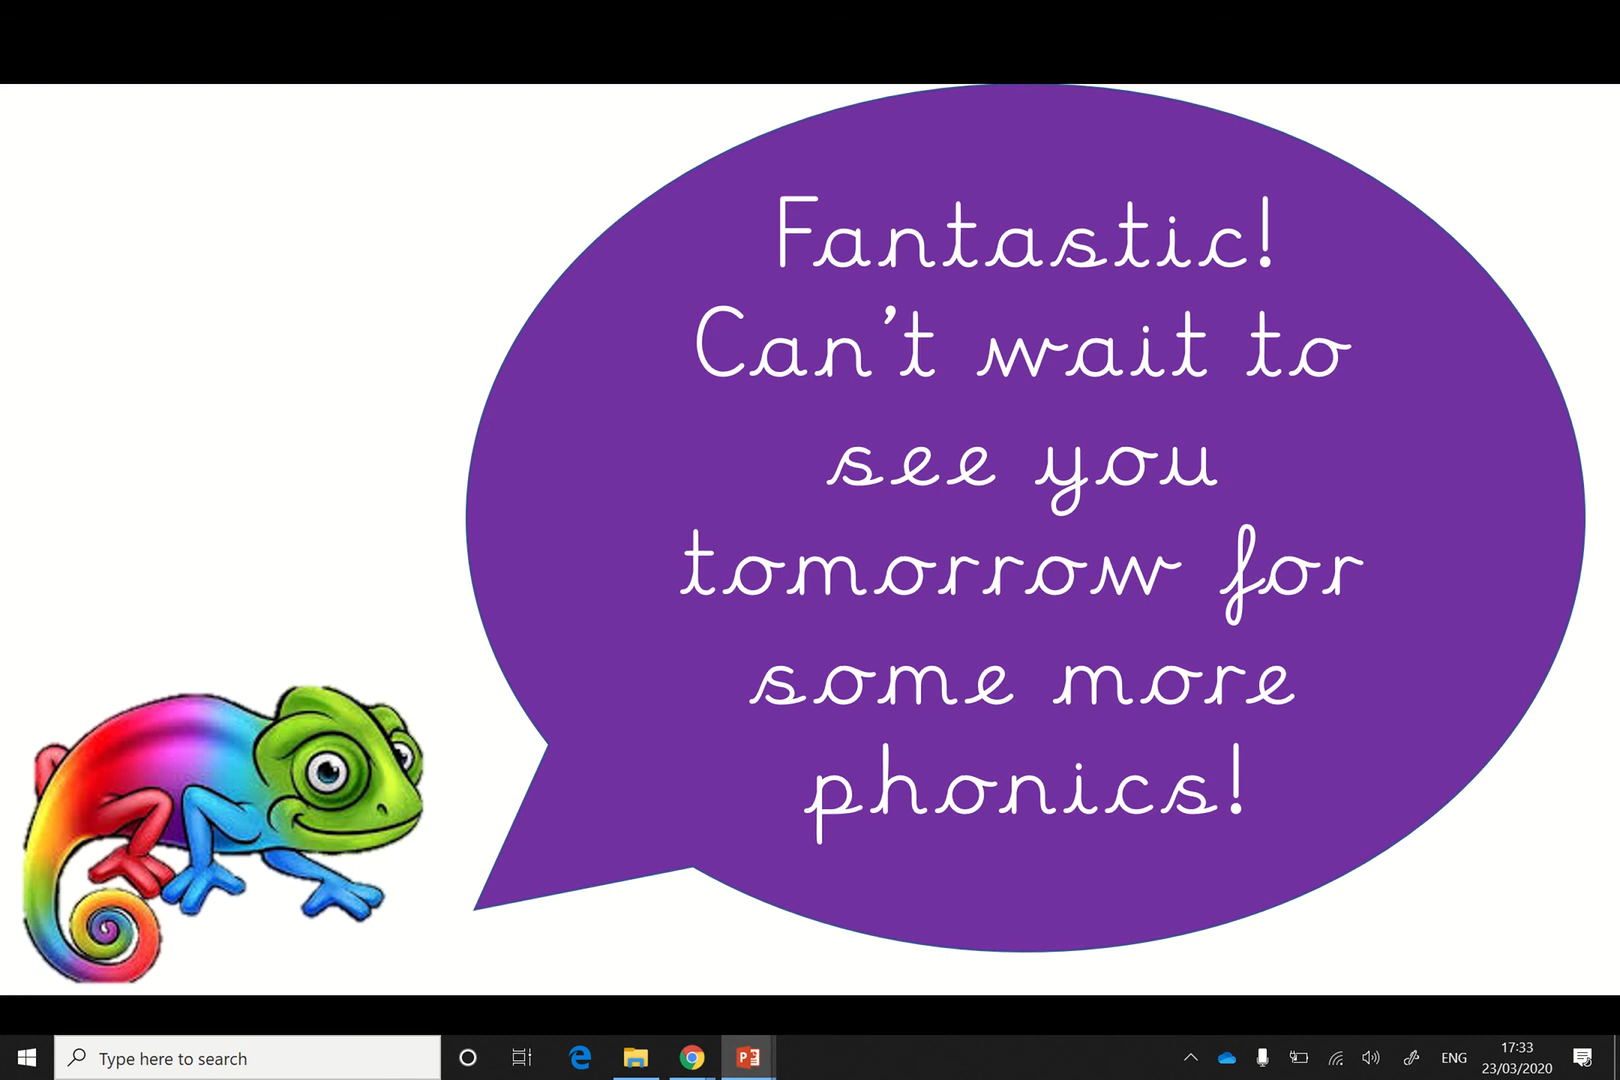 Fantastic!
Can't wait to
see you
tomorrow for
some more
phonics!
Type here to search
ENG
17:33
23/03/2020